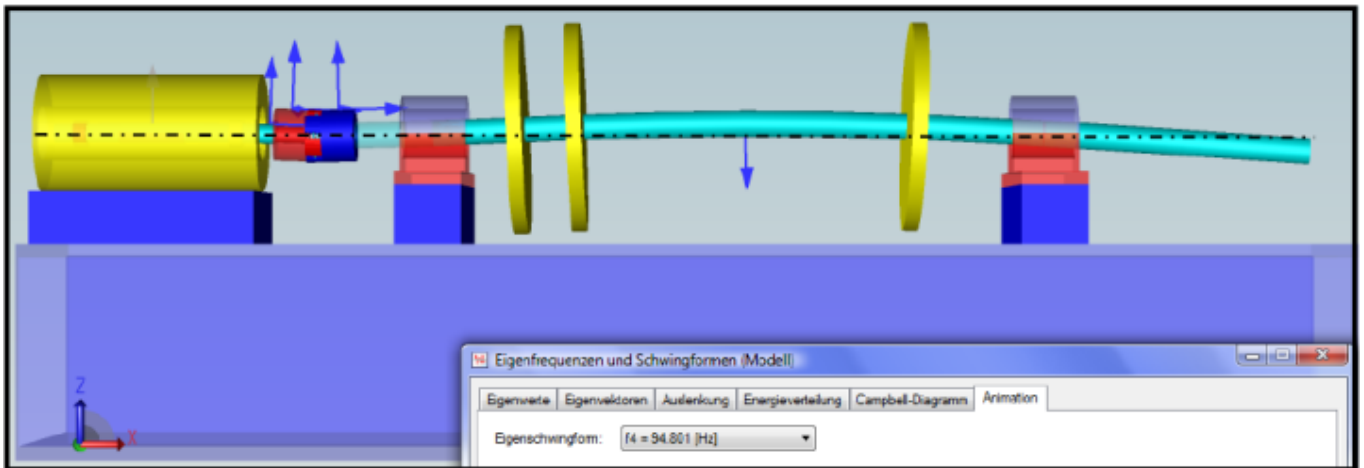 Eigenfrequenzen und Schwingformen (Modell)
Eigenwerte Eigenvektoren Auslenkung Energieverteilung Campbell-Diagramm Animation
Eigenschwingform: f4 = 94.801 [Hz]
Z
X